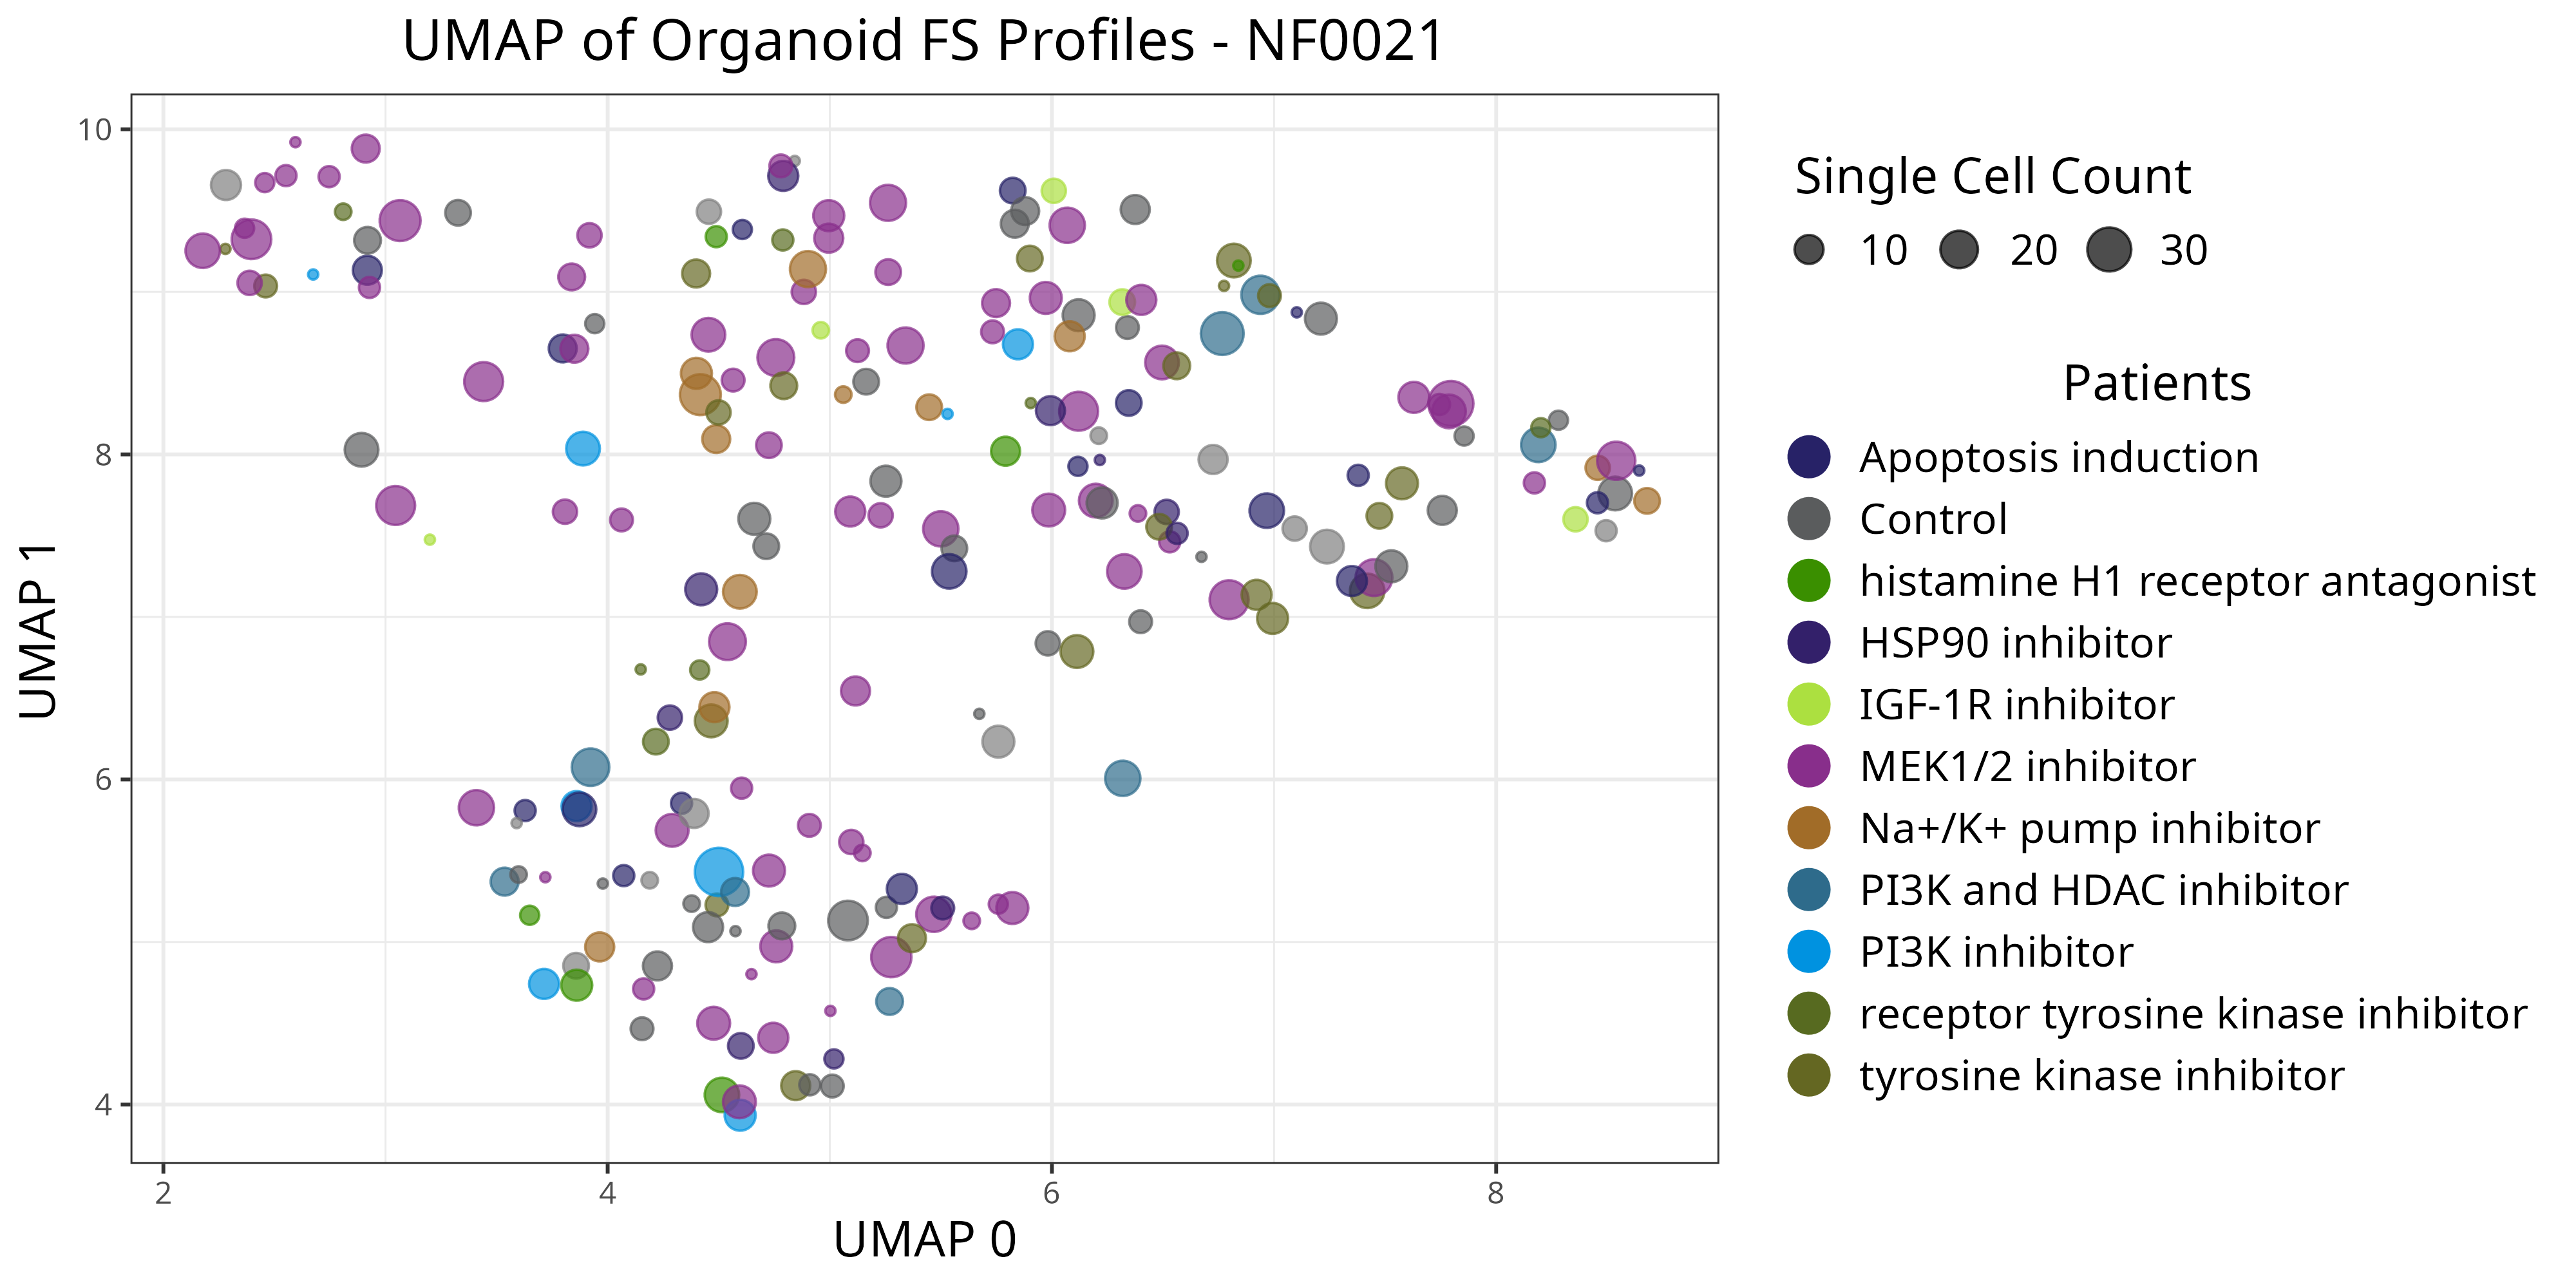 UMAP of Organoid FS Profiles - NF0021
10
8
6
4
2
4
6
8
UMAP 1
UMAP 0
Single Cell Count
10 20 30
Patients
Apoptosis induction
Control
histamine H1 receptor antagonist
HSP90 inhibitor
IGF-1R inhibitor
MEK1/2 inhibitor
Na+/K+ pump inhibitor
PI3K and HDAC inhibitor
PI3K inhibitor
receptor tyrosine kinase inhibitor
tyrosine kinase inhibitor